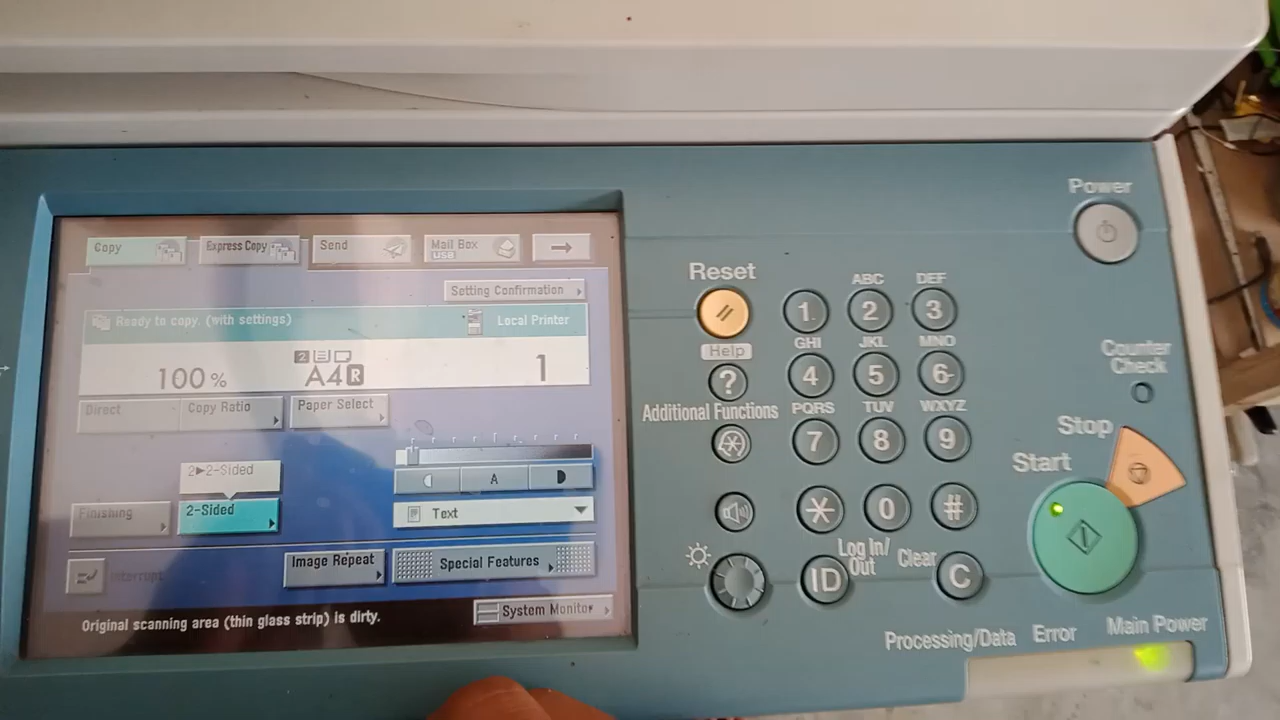 Copy
Express Copy
Send
Mail Box
USB
Setting Confirmation
Ready to copy. (with settings)
Local Printer
100 %
2
A4 R
1
Direct
Copy Ratio
Paper Select
2▶2-Sided
A
Finishing
2-Sided
Text
Interrupt
Image Repeat
Special Features
Original scanning area (thin glass strip) is dirty.
System Monitor
Power
Reset
ABC
DEF
1
2
3
Help
GHI
JKL
MNO
?
4
5
6
Counter
Check
Additional Functions
PQRS
TUV
WXYZ
7
8
9
Stop
Start
0
#
Log In/
Out
ID
Clear
C
Processing/Data
Error
Main Power